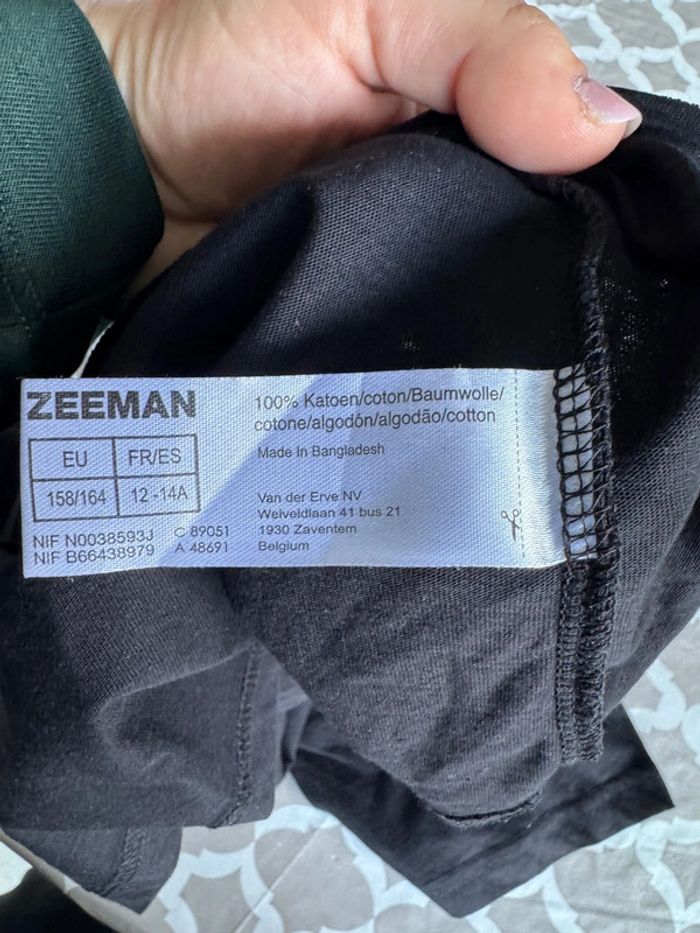 ZEEMAN
EU FR/ES
158/164 12-14A
NIF N0038593J C 89051
NIF B66438979 A 48691
100% Katoen/coton/Baumwolle/
cotone/algodón/algodão/cotton
Made In Bangladesh
Van der Erve NV
Welveldlaan 41 bus 21
1930 Zaventem
Belgium